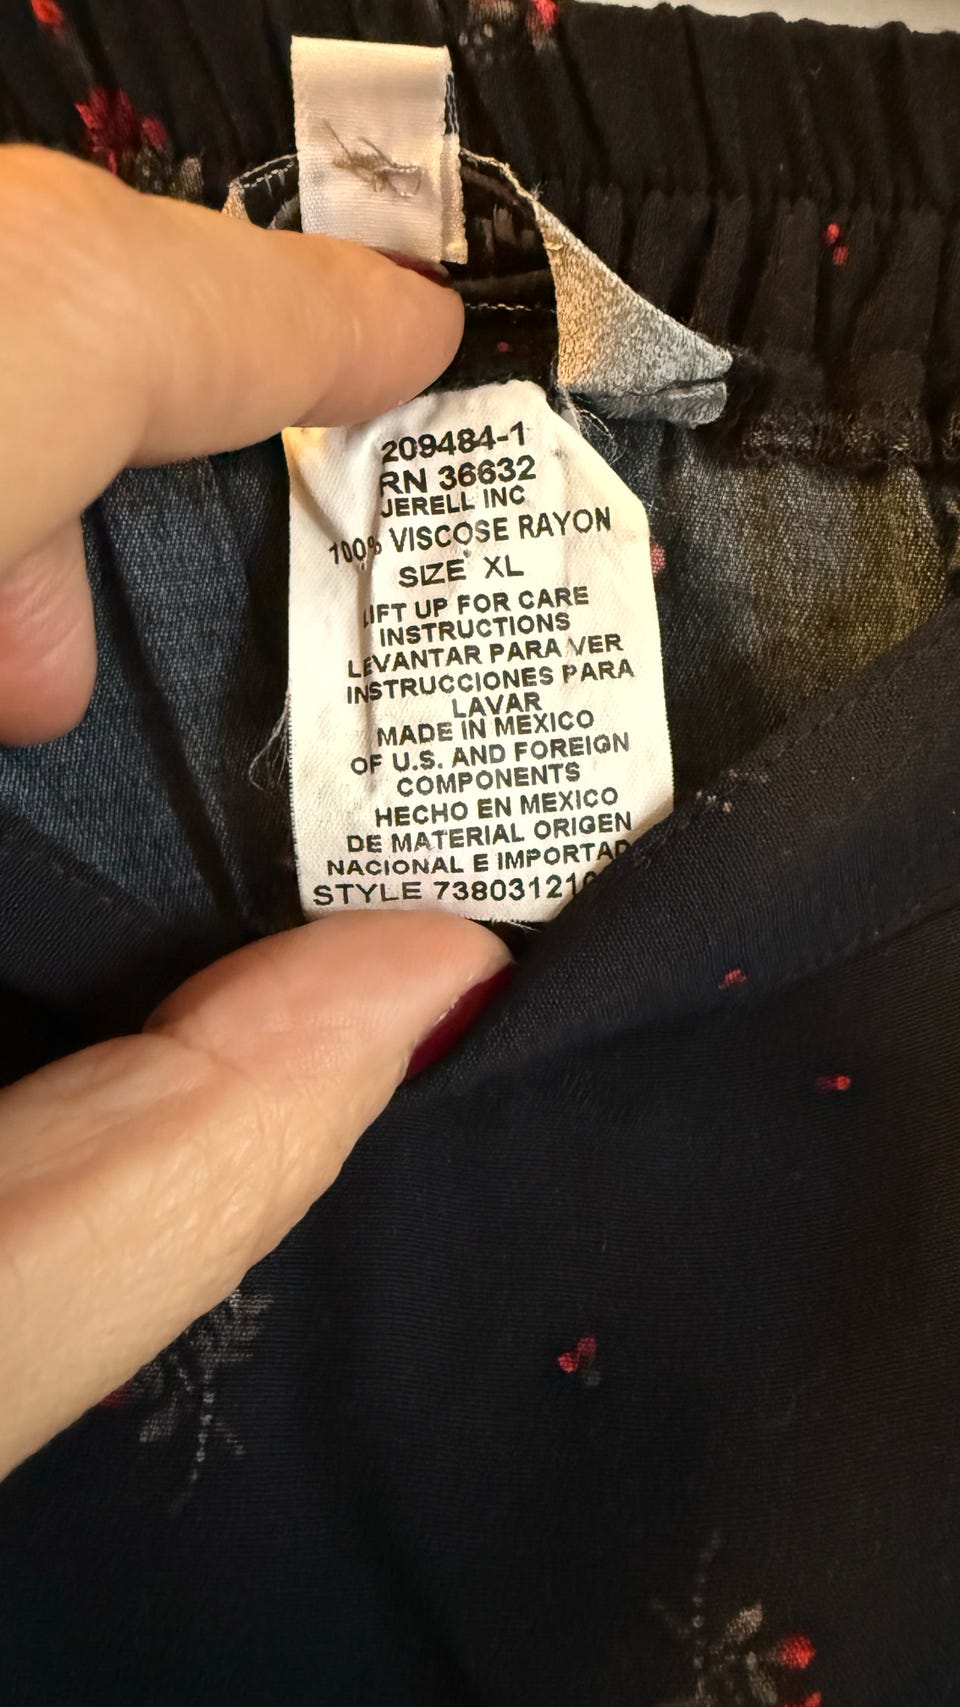 209484-1
RN 36632
JERELL INC
100% VISCOSE RAYON
SIZE XL
LIFT UP FOR CARE
INSTRUCTIONS
LEVANTAR PARA VER
INSTRUCCIONES PARA
LAVAR
MADE IN MEXICO
OF U.S. AND FOREIGN
COMPONENTS
HECHO EN MEXICO
DE MATERIAL ORIGEN
NACIONAL E
STYLE